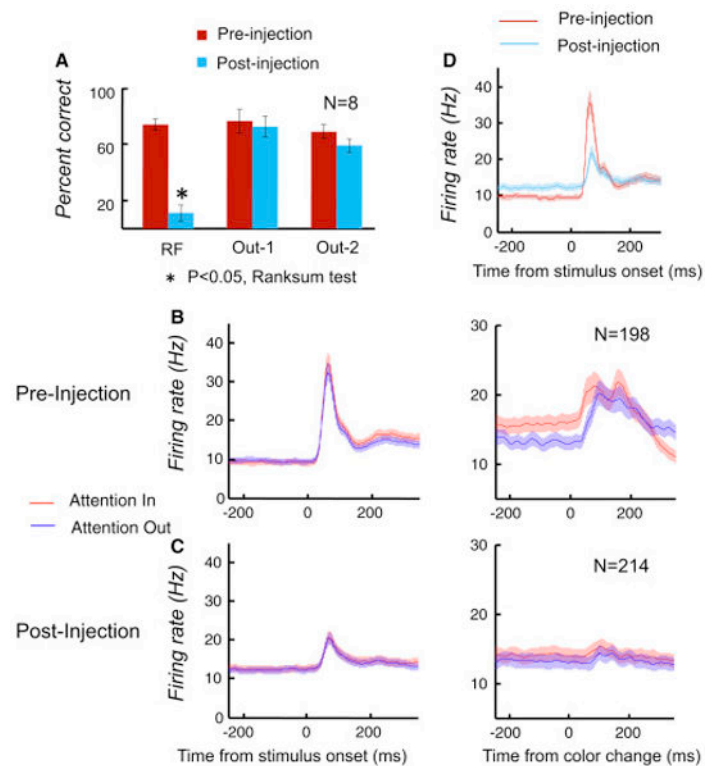 Pre-injection
Post-injection
A
Percent correct
100
60
20
N=8
*
RF
Out-1
Out-2
* P<0.05, Ranksum test
D
Pre-injection
Post-injection
Firing rate (Hz)
40
30
20
10
0
-200
0
200
Time from stimulus onset (ms)
Pre-Injection
B
Firing rate (Hz)
40
30
20
10
0
-200
0
200
N=198
20
10
-200
0
200
Attention In
Attention Out
Post-Injection
C
Firing rate (Hz)
40
30
20
10
0
-200
0
200
Time from stimulus onset (ms)
N=214
20
10
-200
0
200
Time from color change (ms)